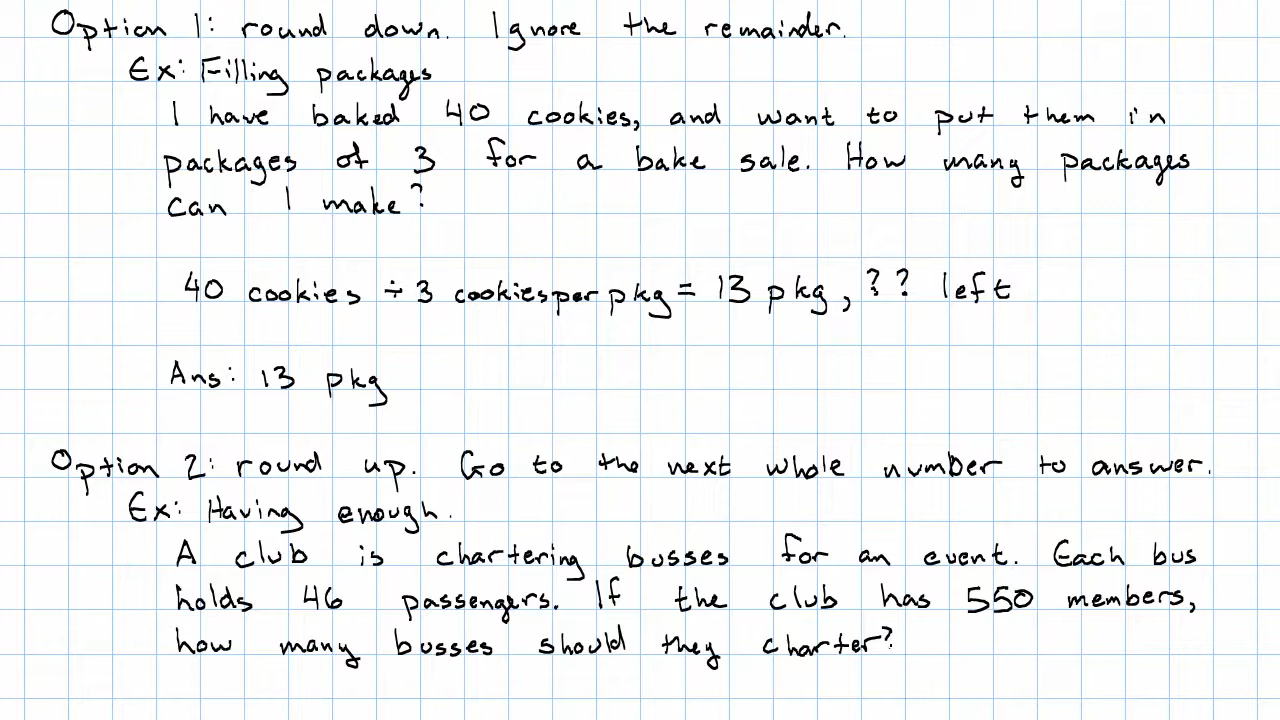 Option 1: round down. Ignore the remainder.
Ex: Filling packages
I have baked 40 cookies, and want to put them in
packages of 3 for a bake sale. How many packages
can I make?
40 cookies ÷ 3 cookies per pkg = 13 pkg, ?? left
Ans: 13 pkg
Option 2: round up. Go to the next whole number to answer.
Ex: Having enough.
A club is chartering busses for an event. Each bus
holds 46 passengers. If the club has 550 members,
how many busses should they charter?